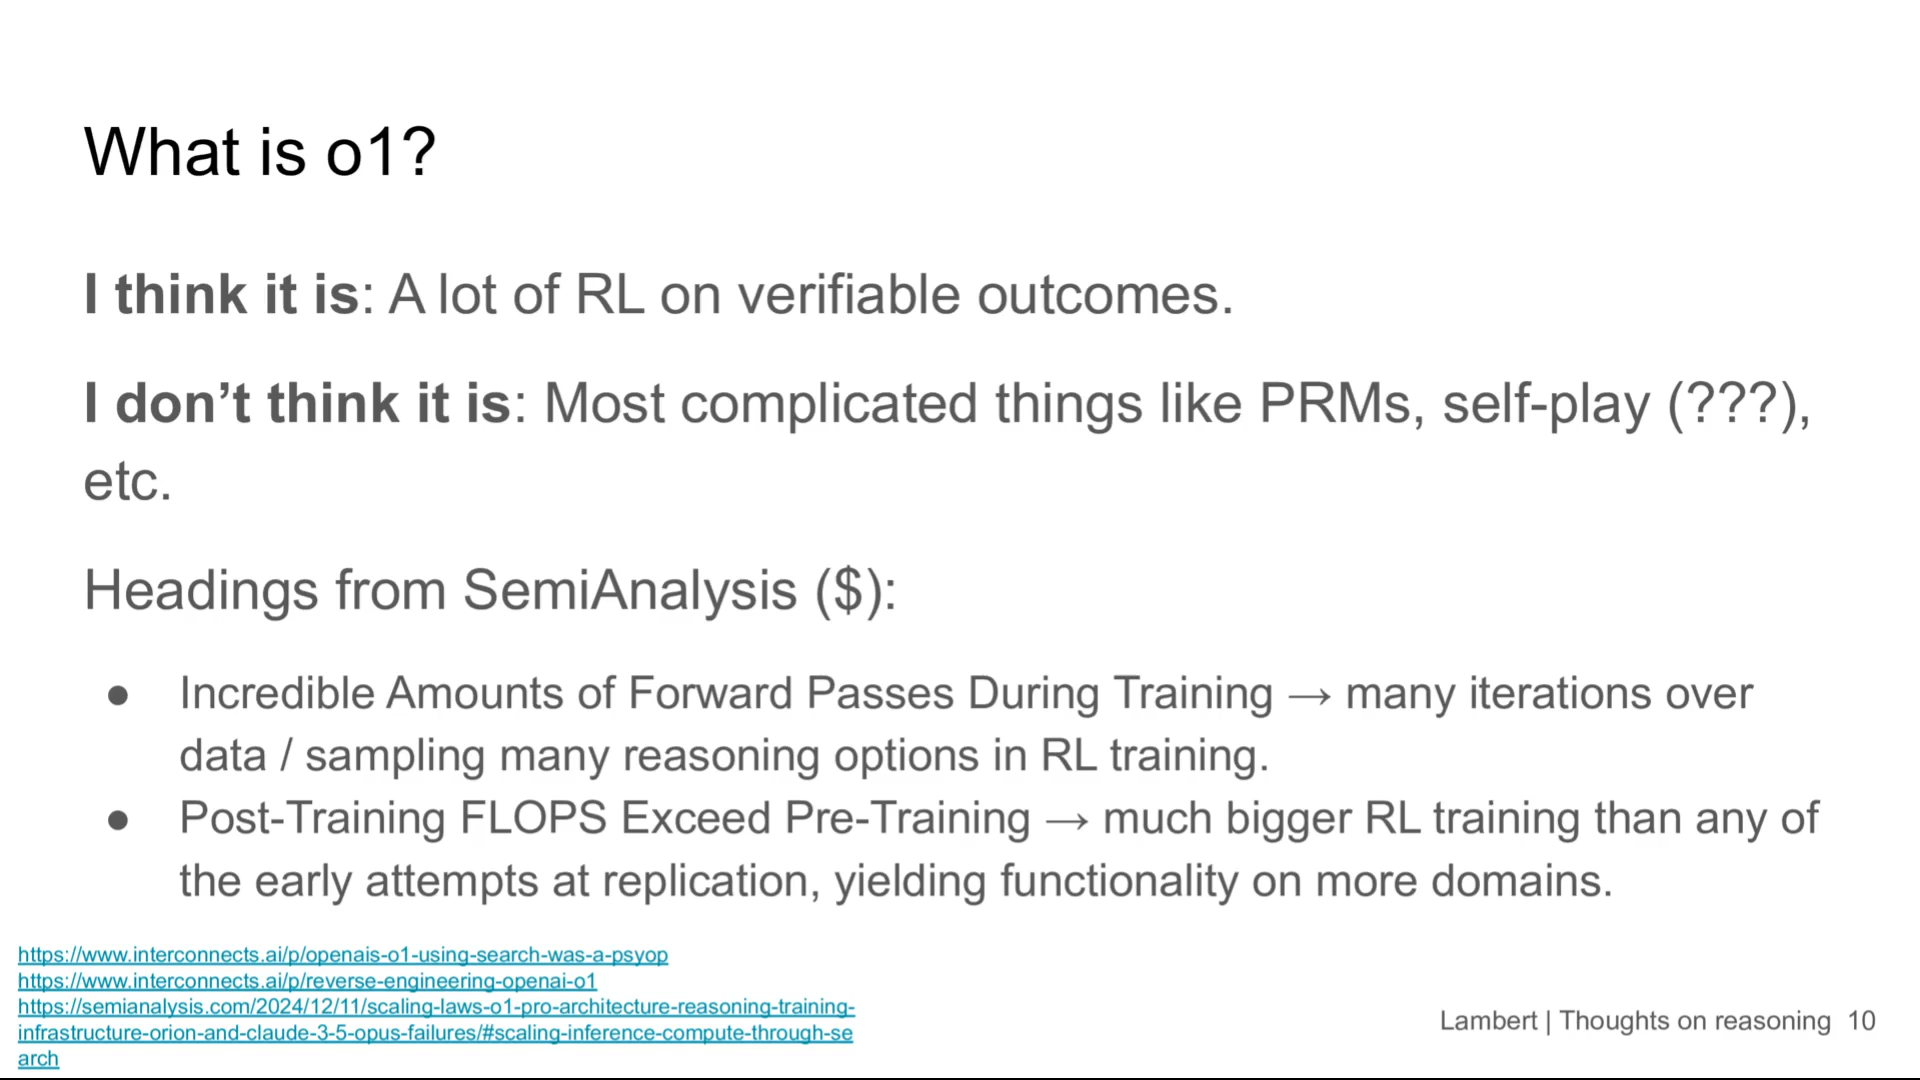 What is o1?
I think it is: A lot of RL on verifiable outcomes.
I don’t think it is: Most complicated things like PRMs, self-play (???),
etc.
Headings from SemiAnalysis ($):
● Incredible Amounts of Forward Passes During Training → many iterations over
data / sampling many reasoning options in RL training.
● Post-Training FLOPS Exceed Pre-Training → much bigger RL training than any of
the early attempts at replication, yielding functionality on more domains.
https://www.interconnects.ai/p/openais-o1-using-search-was-a-psyop
https://www.interconnects.ai/p/reverse-engineering-openai-o1
https://semianalysis.com/2024/12/11/scaling-laws-o1-pro-architecture-reasoning-training-
infrastructure-orion-and-claude-3-5-opus-failures/#scaling-inference-compute-through-se
arch
Lambert | Thoughts on reasoning 10